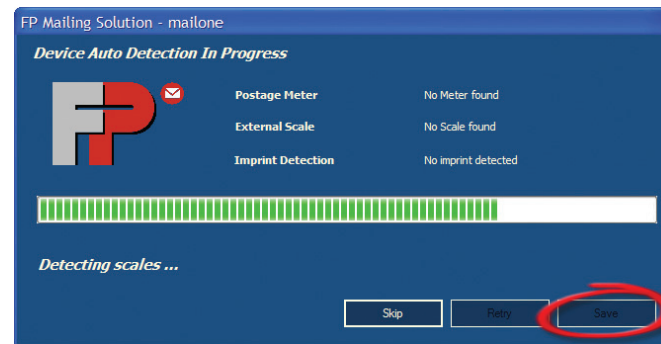 FP Mailing Solution - mailone
Device Auto Detection In Progress
FP
Postage Meter No Meter found
External Scale No Scale found
Imprint Detection No imprint detected
Detecting scales ...
Skip Retry Save